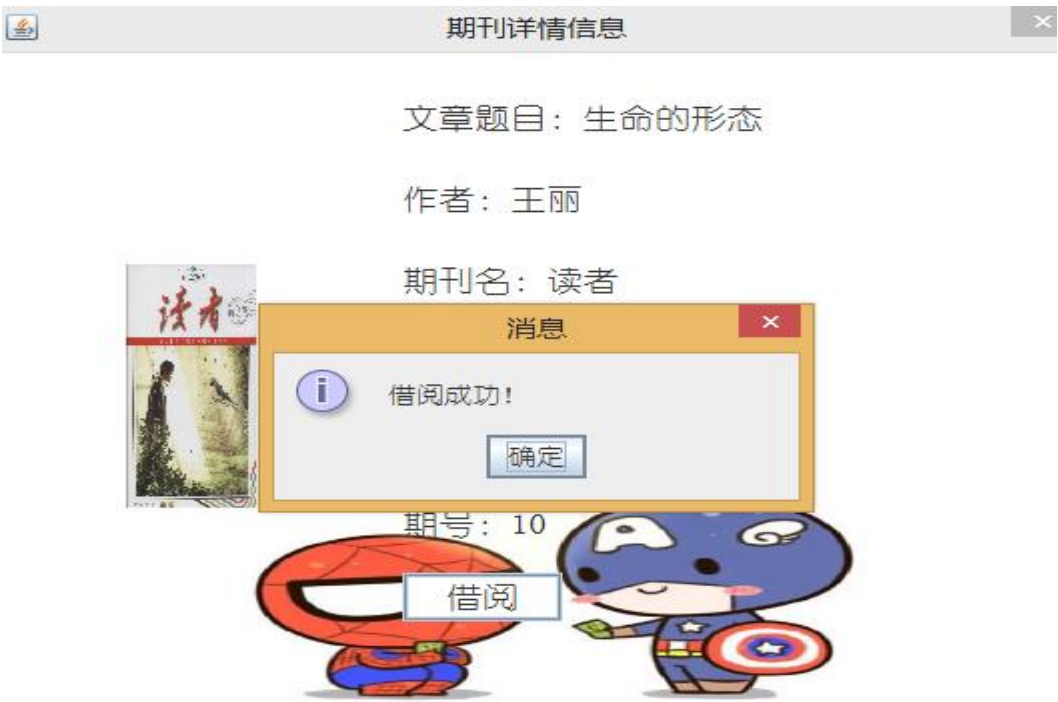 期刊详情信息
文章题目：生命的形态
作者：王丽
期刊名：读者
读者
消息
借阅成功!
确定
期号：10
借阅
A